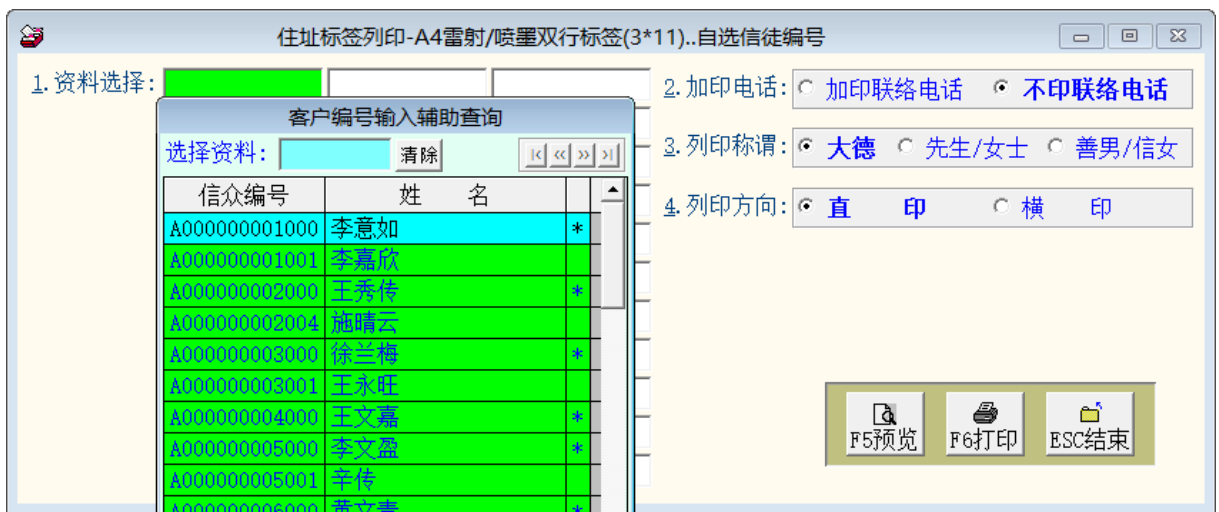 住址标签列印-A4雷射/喷墨双行标签(3*11)..自选信徒编号
1.资料选择:
2.加印电话: 加印联络电话 不印联络电话
3.列印称谓: 大德 先生/女士 善男/信女
4.列印方向: 直 印 横 印
客户编号输入辅助查询
选择资料: 清除
信众编号 姓 名
A000000001000 李意如 *
A000000001001 李嘉欣
A000000002000 王秀传 *
A000000002004 施晴云
A000000003000 徐兰梅 *
A000000003001 王永旺
A000000004000 王文嘉 *
A000000005000 李文盈 *
A000000005001 辛传
A000000006000 黄文青 *
F5预览 F6打印 ESC结束